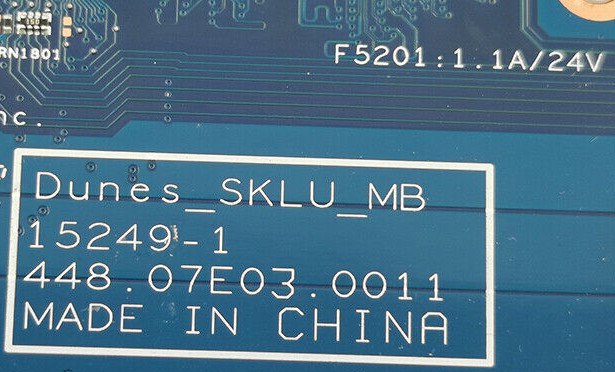 RN1801
F5201:1.1A/24V
nc.
Dunes_SKLU_MB
15249-1
448.07E03.0011
MADE IN CHINA